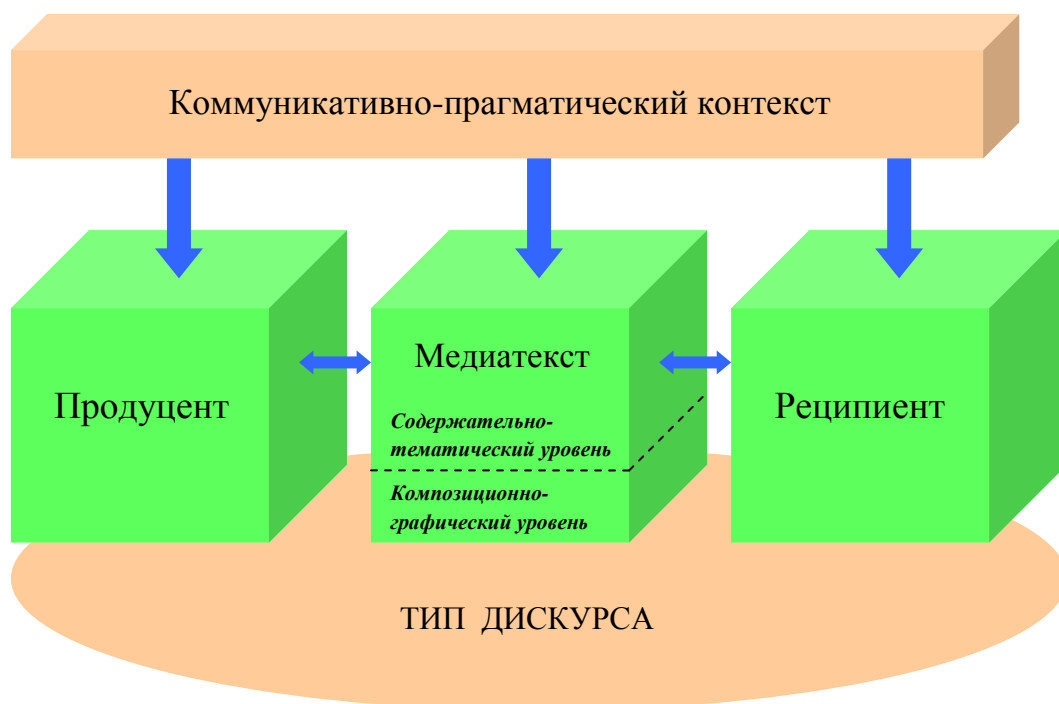 Коммуникативно-прагматический контекст
Продуцент
Медиатекст
Содержательно-
тематический уровень
Композиционно-
графический уровень
Реципиент
ТИП ДИСКУРСА